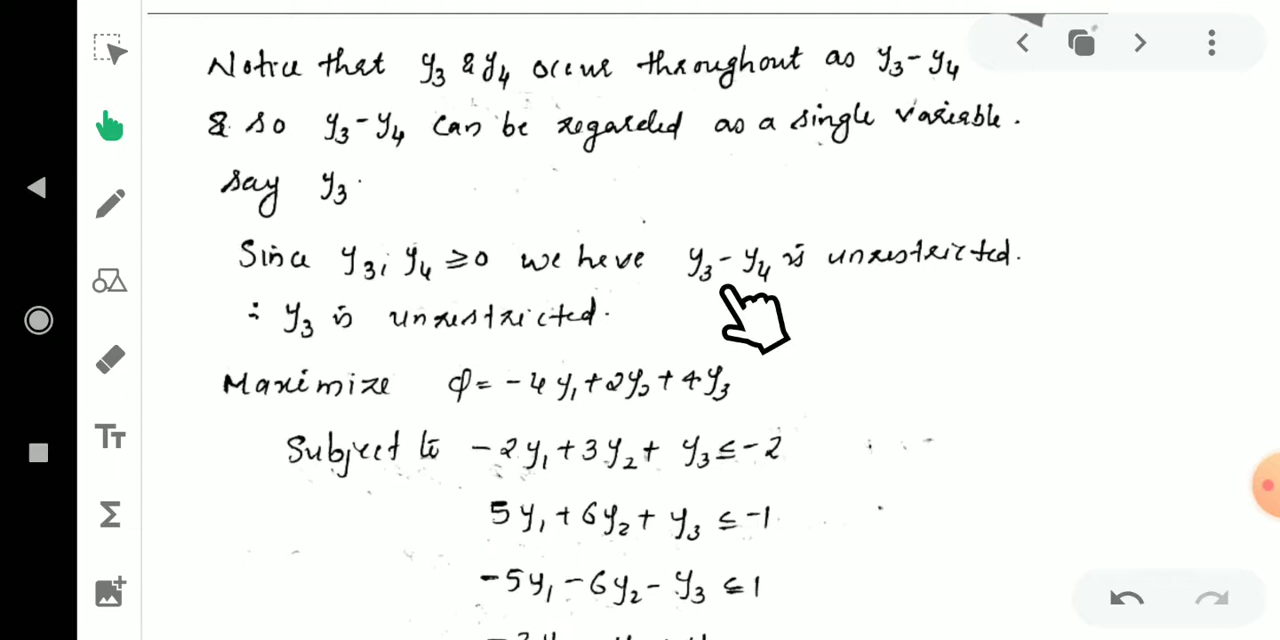 Notice that y₃ & y₄ occur throughout as y₃ - y₄
& so y₃ - y₄ can be regarded as a single variable.
say y₃.
Since y₃, y₄ ≥ 0 we have y₃ - y₄ is unrestricted.
∴ y₃ is unrestricted.
Maximize φ = -4y₁ + 2y₂ + 4y₃
Subject to -2y₁ + 3y₂ + y₃ ≤ -2
5y₁ + 6y₂ + y₃ ≤ -1
-5y₁ - 6y₂ - y₃ ≤ 1
TT
Σ